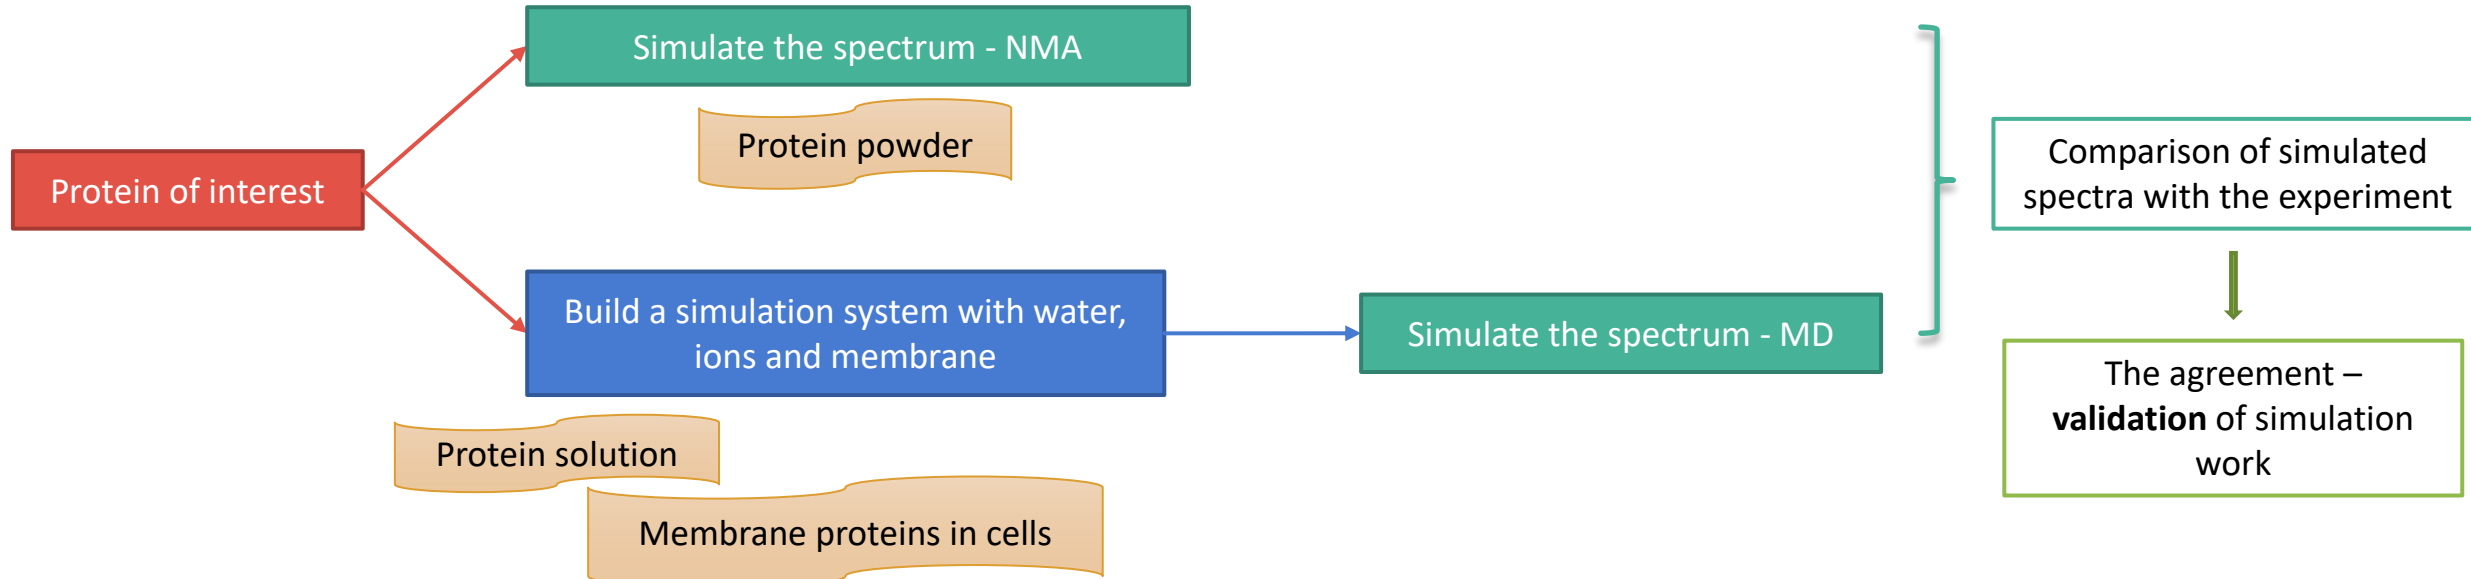 Simulate the spectrum - NMA
Protein powder
Protein of interest
Build a simulation system with water,
ions and membrane
Protein solution
Membrane proteins in cells
Simulate the spectrum - MD
Comparison of simulated
spectra with the experiment
The agreement –
validation of simulation
work